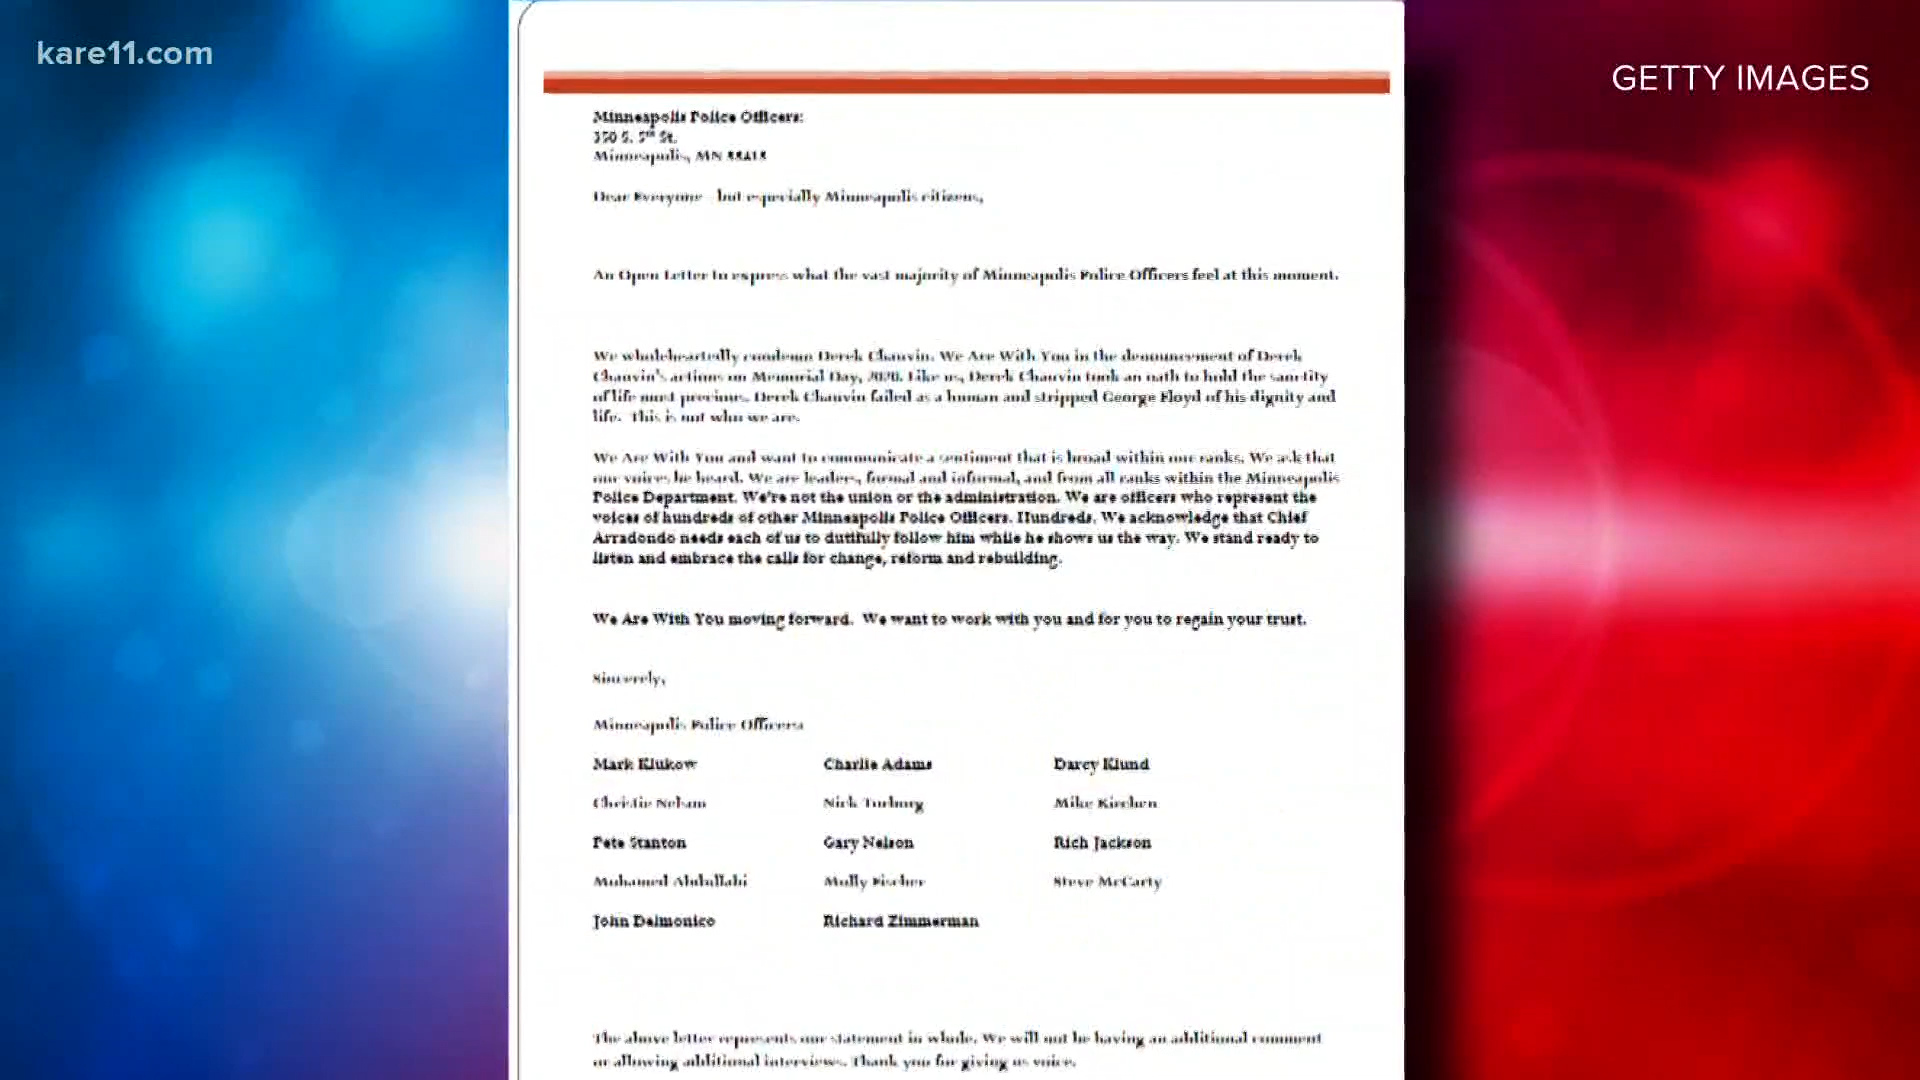 kare11.com
GETTY IMAGES
Minneapolis Police Officers:
350 S. 5th St.
Minneapolis, MN 55415
Dear Everyone – but especially Minneapolis citizens,
An Open Letter to express what the vast majority of Minneapolis Police Officers feel at this moment.
We wholeheartedly condemn Derek Chauvin. We Are With You in the denouncement of Derek
Chauvin's actions on Memorial Day, 2020. Like us, Derek Chauvin took an oath to hold the sanctity
of life most precious. Derek Chauvin failed as a human and stripped George Floyd of his dignity and
life. This is not who we are.
We Are With You and want to communicate a sentiment that is broad within our ranks. We ask that
our voices be heard. We are leaders, formal and informal, and from all ranks within the Minneapolis
Police Department. We're not the union or the administration. We are officers who represent the
voices of hundreds of other Minneapolis Police Officers. Hundreds. We acknowledge that Chief
Arradondo needs each of us to dutifully follow him while he shows us the way. We stand ready to
listen and embrace the calls for change, reform and rebuilding.
We Are With You moving forward. We want to work with you and for you to regain your trust.
Sincerely,
Minneapolis Police Officers
Mark Klukow Charlie Adams Darcy Klund
Christie Nelson Nick Torborg Mike Kirchen
Pete Stanton Gary Nelson Rich Jackson
Mohamed Abdullahi Molly Fischer Steve McCarty
John Delmonico Richard Zimmerman
The above letter represents our statement in whole. We will not be having an additional comment
or allowing additional interviews. Thank you for giving us voice.